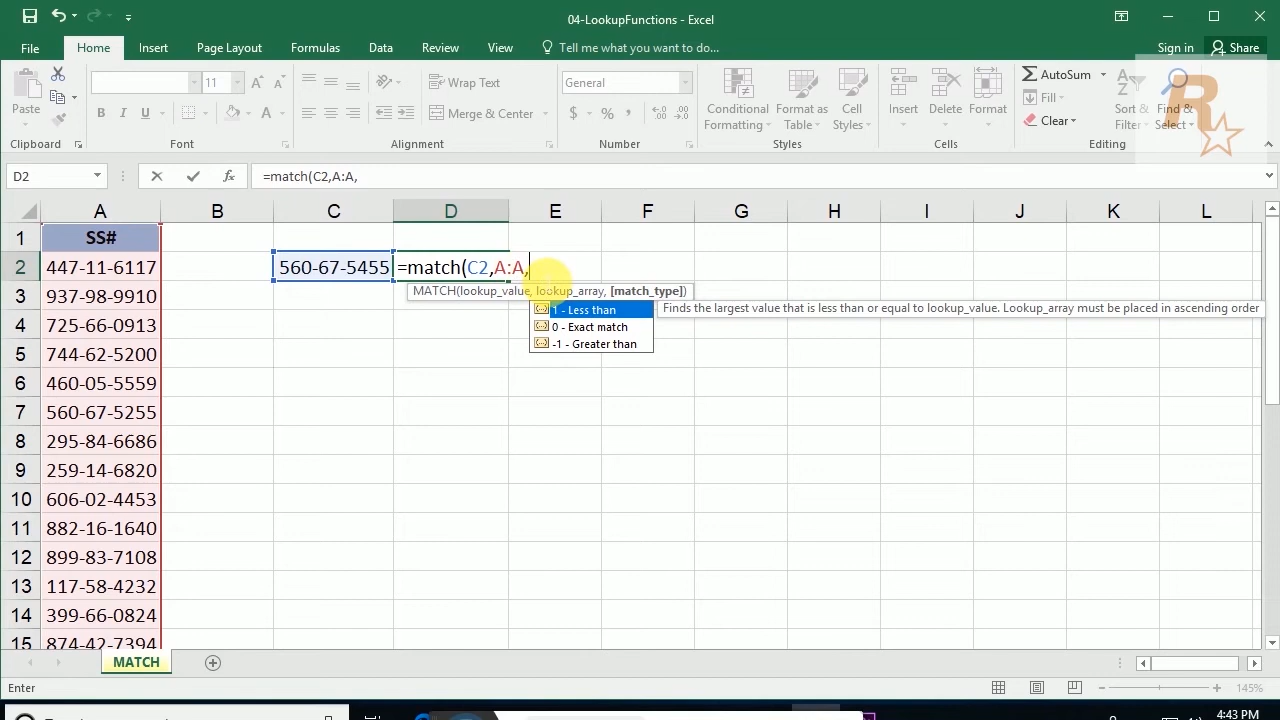 04-LookupFunctions - Excel
File Home Insert Page Layout Formulas Data Review View Tell me what you want to do... Sign in Share
Paste 11 A A Wrap Text General Conditional Formatting Format as Table Cell Styles Insert Delete Format AutoSum Fill Clear Sort & Filter Find & Select
B I U A Merge & Center $ % , R
Clipboard Font Alignment Number Styles Cells Editing
D2 fx =match(C2,A:A,
A B C D E F G H I J K L
1 SS#
2 447-11-6117 560-67-5455 =match(C2,A:A,
MATCH(lookup_value, lookup_array, [match_type])
3 937-98-9910 1 - Less than Finds the largest value that is less than or equal to lookup_value. Lookup_array must be placed in ascending order
0 - Exact match
4 725-66-0913
-1 - Greater than
5 744-62-5200
6 460-05-5559
7 560-67-5255
8 295-84-6686
9 259-14-6820
10 606-02-4453
11 882-16-1640
12 899-83-7108
13 117-58-4232
14 399-66-0824
15 874-42-7394
MATCH
Enter 145%
4:43 PM